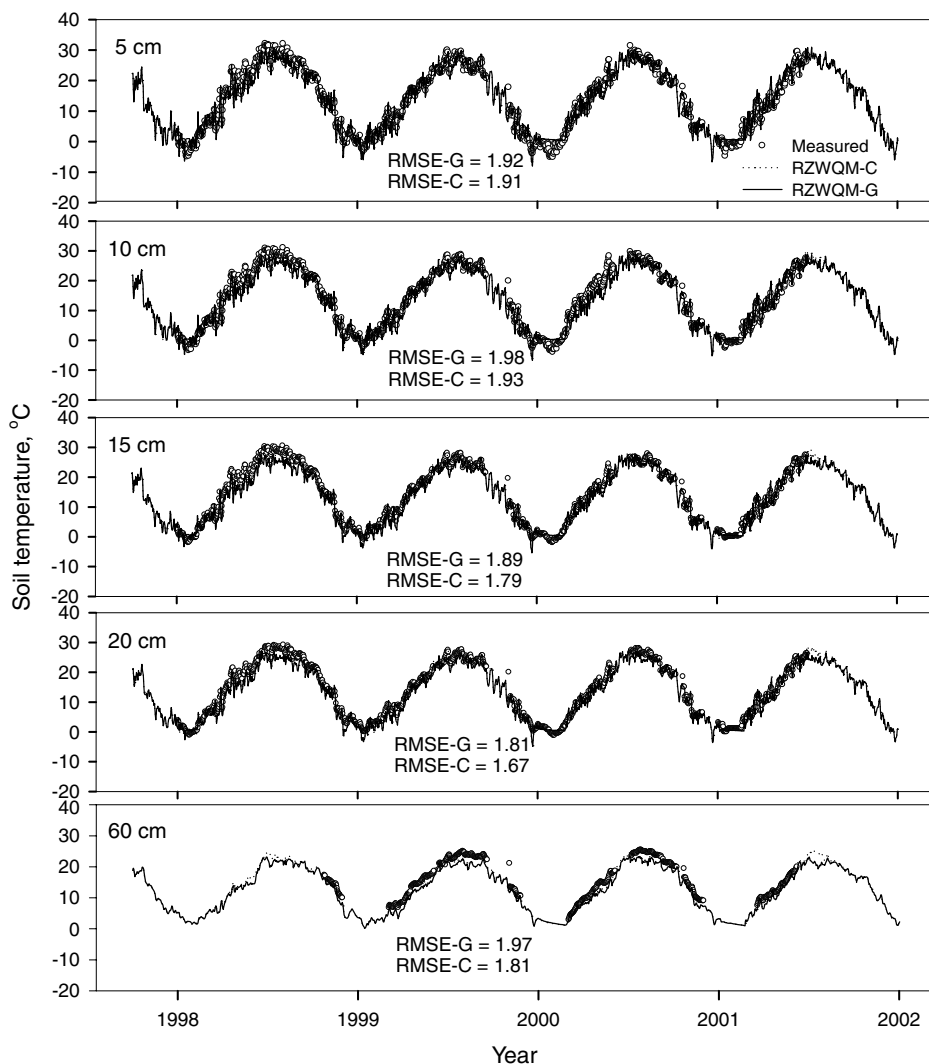 40
5 cm
30
20
10
0
-10
-20
RMSE-G = 1.92
RMSE-C = 1.91
Measured
RZWQM-C
RZWQM-G
40
10 cm
30
20
10
0
-10
-20
RMSE-G = 1.98
RMSE-C = 1.93
40
15 cm
30
20
10
0
-10
-20
RMSE-G = 1.89
RMSE-C = 1.79
40
20 cm
30
20
10
0
-10
-20
RMSE-G = 1.81
RMSE-C = 1.67
40
60 cm
30
20
10
0
-10
-20
RMSE-G = 1.97
RMSE-C = 1.81
Soil temperature, °C
1998 1999 2000 2001 2002
Year